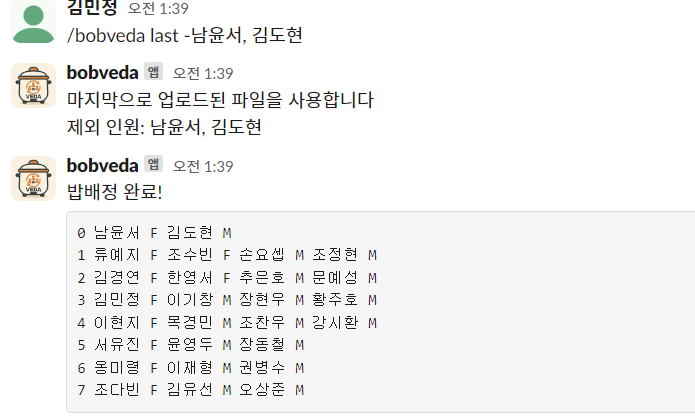 김민정 오전 1:39
/bobveda last -남윤서, 김도현
bobveda 앱 오전 1:39
마지막으로 업로드된 파일을 사용합니다
제외 인원: 남윤서, 김도현
bobveda 앱 오전 1:39
밥배정 완료!
0 남윤서 F 김도현 M
1 류예지 F 조수빈 F 손요셉 M 조정현 M
2 김경연 F 한영서 F 추은호 M 문예성 M
3 김민정 F 이기창 M 장현우 M 황주호 M
4 이현지 F 목경민 M 조찬우 M 강시환 M
5 서유진 F 윤영두 M 장동철 M
6 옹미령 F 이재형 M 권병수 M
7 조다빈 F 김유선 M 오상준 M
VEDA
VEDA